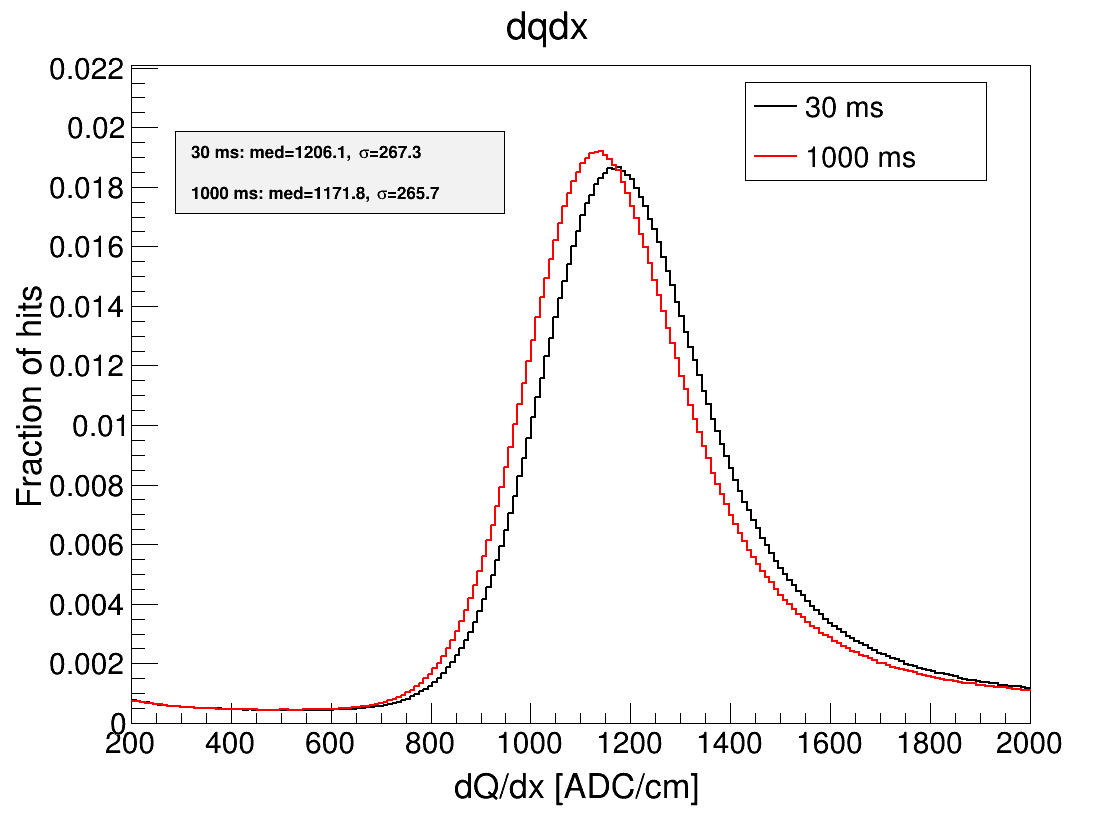 dqdx
30 ms
1000 ms
30 ms: med=1206.1, σ=267.3
1000 ms: med=1171.8, σ=265.7
Fraction of hits
0.022
0.02
0.018
0.016
0.014
0.012
0.01
0.008
0.006
0.004
0.002
0
200 400 600 800 1000 1200 1400 1600 1800 2000
dQ/dx [ADC/cm]